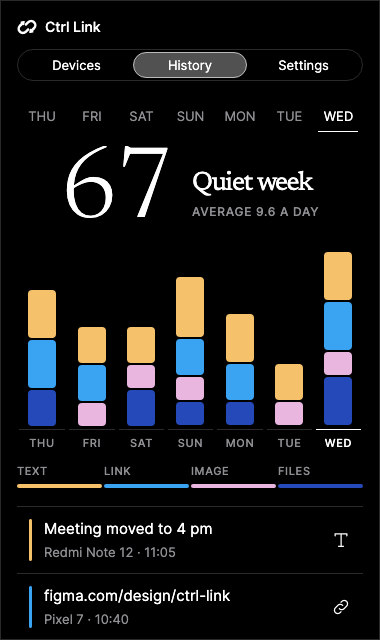 Ctrl Link
Devices History Settings
THU FRI SAT SUN MON TUE WED
67 Quiet week
AVERAGE 9.6 A DAY
THU FRI SAT SUN MON TUE WED
TEXT LINK IMAGE FILES
Meeting moved to 4 pm
Redmi Note 12 · 11:05
figma.com/design/ctrl-link
Pixel 7 · 10:40